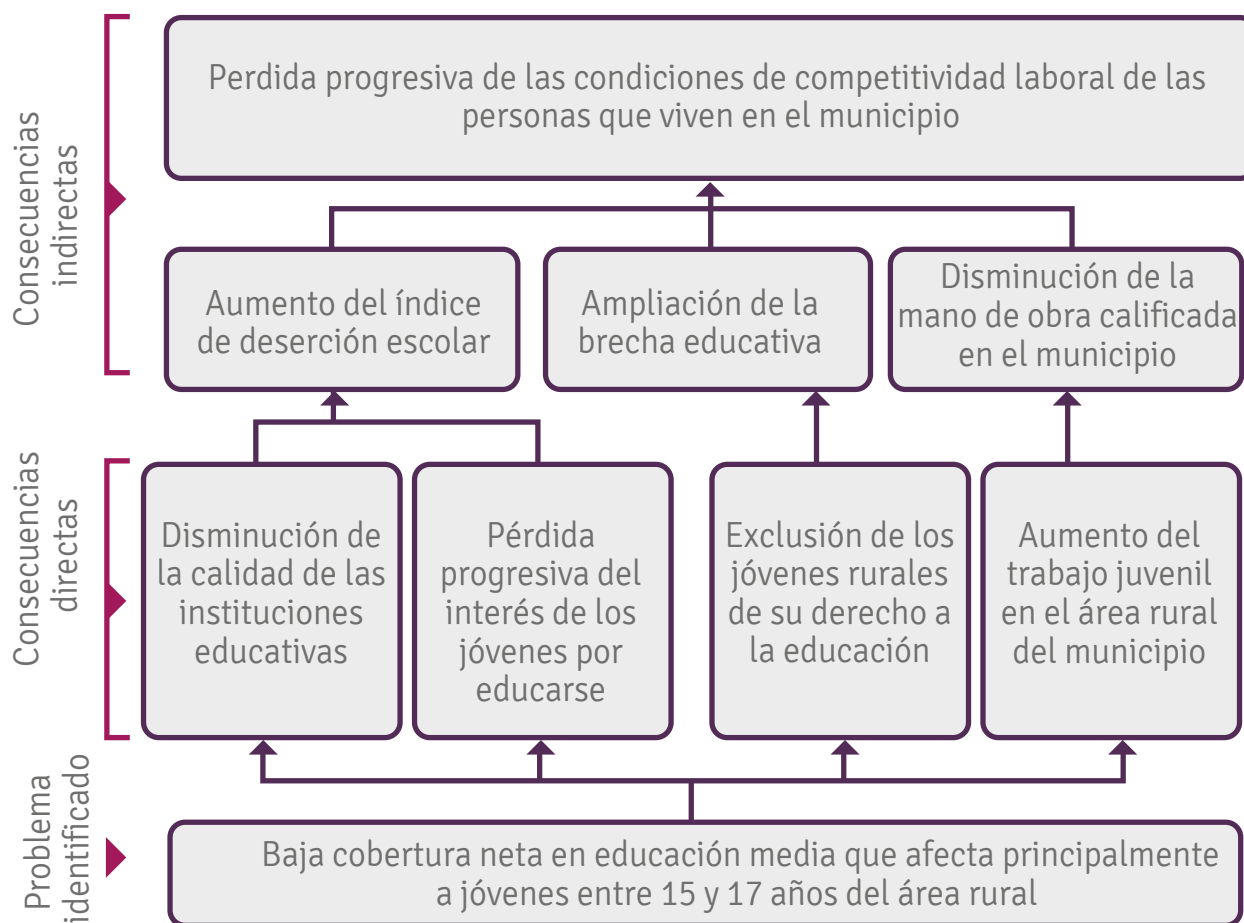 Consecuencias
indirectas
Perdida progresiva de las condiciones de competitividad laboral de las
personas que viven en el municipio
Aumento del índice
de deserción escolar
Ampliación de la
brecha educativa
Disminución de la
mano de obra calificada
en el municipio
Consecuencias
directas
Disminución de
la calidad de las
instituciones
educativas
Pérdida
progresiva del
interés de los
jóvenes por
educarse
Exclusión de los
jóvenes rurales
de su derecho a
la educación
Aumento del
trabajo juvenil
en el área rural
del municipio
Problema
identificado
Baja cobertura neta en educación media que afecta principalmente
a jóvenes entre 15 y 17 años del área rural